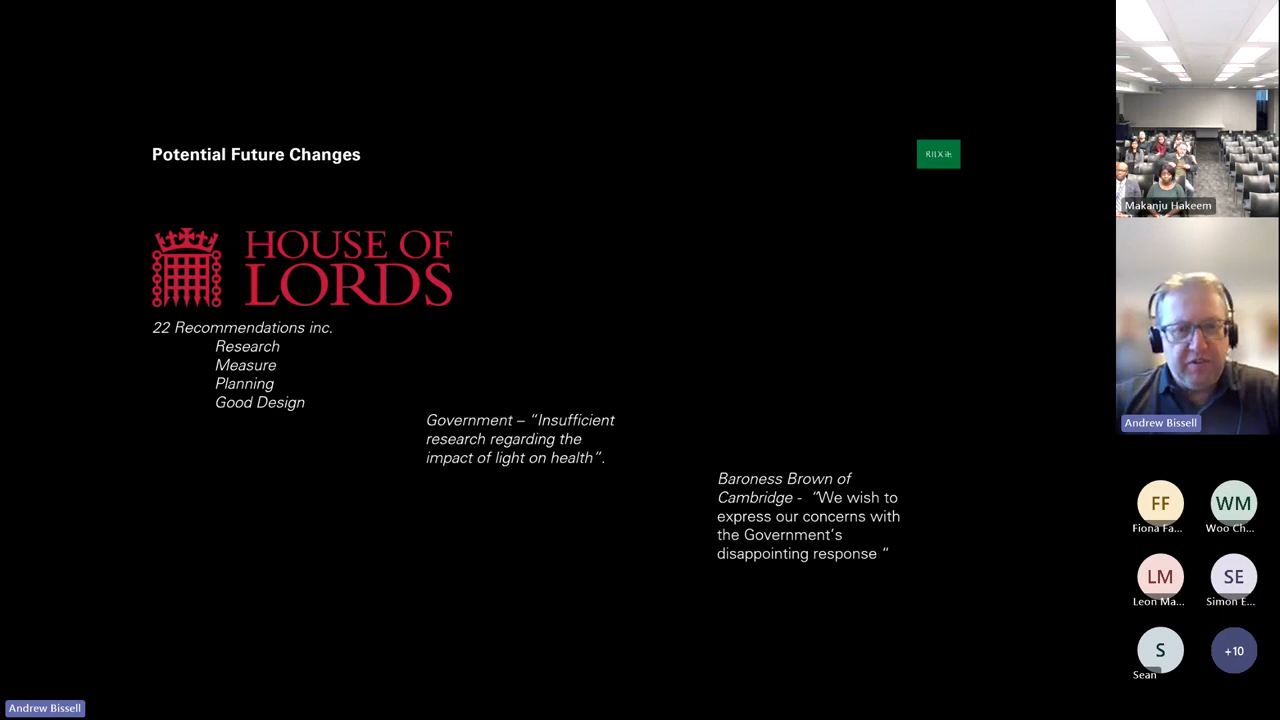 Potential Future Changes
RIDGE
HOUSE OF
LORDS
22 Recommendations inc.
Research
Measure
Planning
Good Design
Government – “Insufficient
research regarding the
impact of light on health”.
Baroness Brown of
Cambridge - “We wish to
express our concerns with
the Government’s
disappointing response “
Makanju Hakeem
Andrew Bissell
FF
Fiona Fa...
WM
Woo Ch...
LM
Leon Ma...
SE
Simon E...
S
Sean
+10
Andrew Bissell